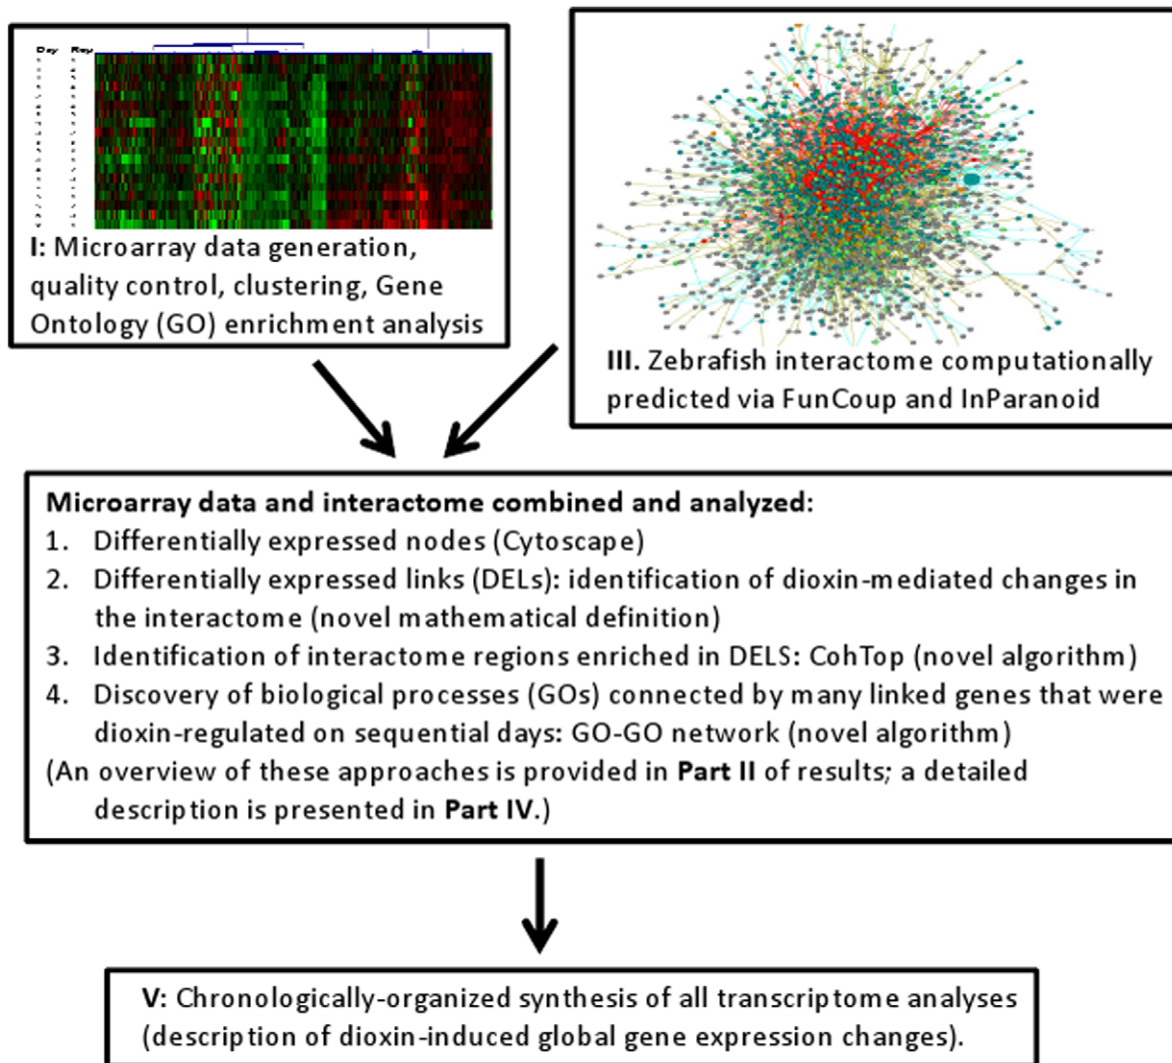 Day Rep
I: Microarray data generation,
quality control, clustering, Gene
Ontology (GO) enrichment analysis
III. Zebrafish interactome computationally
predicted via FunCoup and InParanoid
Microarray data and interactome combined and analyzed:
1. Differentially expressed nodes (Cytoscape)
2. Differentially expressed links (DELs): identification of dioxin-mediated changes in
the interactome (novel mathematical definition)
3. Identification of interactome regions enriched in DELS: CohTop (novel algorithm)
4. Discovery of biological processes (GOs) connected by many linked genes that were
dioxin-regulated on sequential days: GO-GO network (novel algorithm)
(An overview of these approaches is provided in Part II of results; a detailed
description is presented in Part IV.)
V: Chronologically-organized synthesis of all transcriptome analyses
(description of dioxin-induced global gene expression changes).